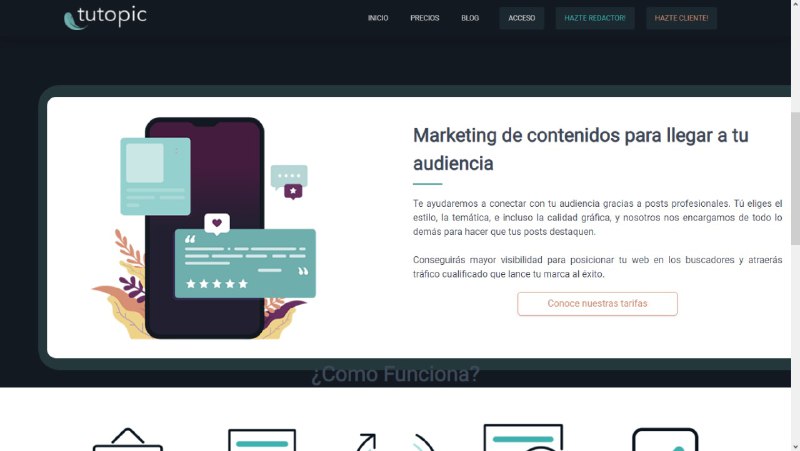 tutopic
INICIO PRECIOS BLOG ACCESO HAZTE REDACTOR! HAZTE CLIENTE!
Marketing de contenidos para llegar a tu
audiencia
Te ayudaremos a conectar con tu audiencia gracias a posts profesionales. Tú eliges el
estilo, la temática, e incluso la calidad gráfica, y nosotros nos encargamos de todo lo
demás para hacer que tus posts destaquen.
Conseguirás mayor visibilidad para posicionar tu web en los buscadores y atraerás
tráfico cualificado que lance tu marca al éxito.
Conoce nuestras tarifas
¿Como Funciona?